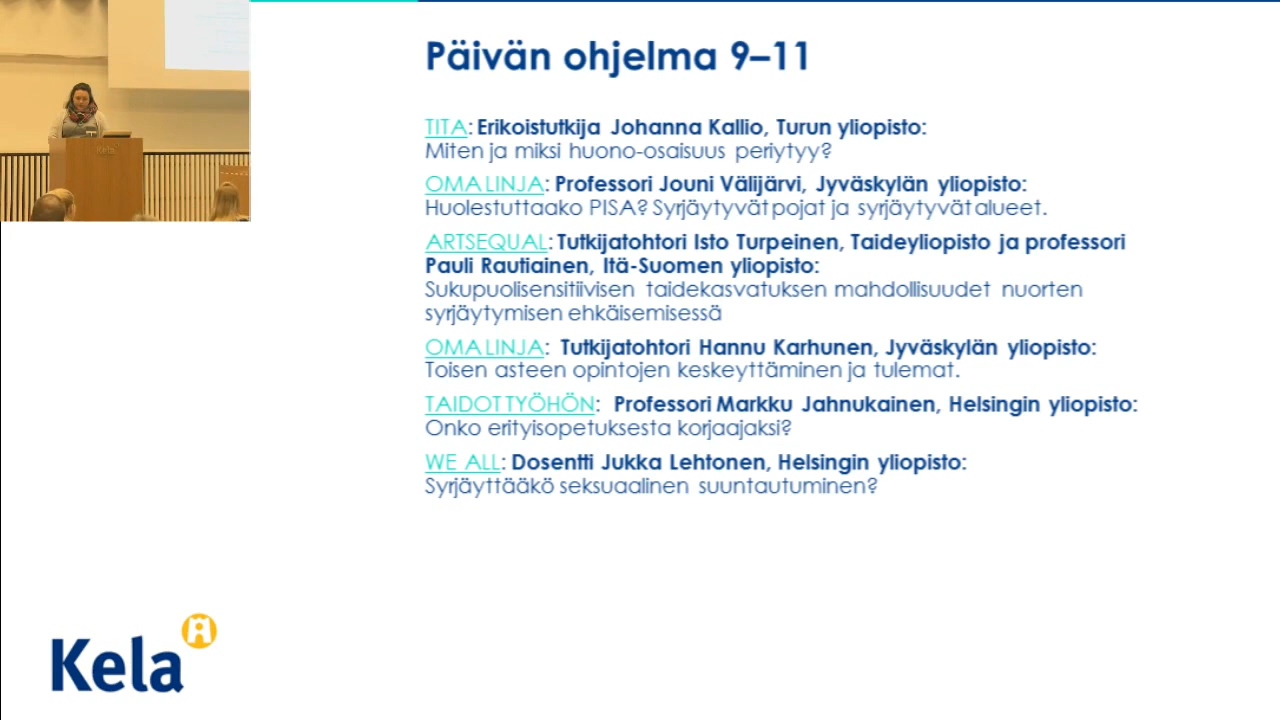 Päivän ohjelma 9–11
TITA: Erikoistutkija Johanna Kallio, Turun yliopisto:
Miten ja miksi huono-osaisuus periytyy?
OMA LINJA: Professori Jouni Välijärvi, Jyväskylän yliopisto:
Huolestuttaako PISA? Syrjäytyvät pojat ja syrjäytyvät alueet.
ARTSEQUAL: Tutkijatohtori Isto Turpeinen, Taideyliopisto ja professori
Pauli Rautiainen, Itä-Suomen yliopisto:
Sukupuolisensitiivisen taidekasvatuksen mahdollisuudet nuorten
syrjäytymisen ehkäisemisessä
OMA LINJA: Tutkijatohtori Hannu Karhunen, Jyväskylän yliopisto:
Toisen asteen opintojen keskeyttäminen ja tulemat.
TAIDOT TYÖHÖN: Professori Markku Jahnukainen, Helsingin yliopisto:
Onko erityisopetuksesta korjaajaksi?
WE ALL: Dosentti Jukka Lehtonen, Helsingin yliopisto:
Syrjäyttääkö seksuaalinen suuntautuminen?
Kela
Kela